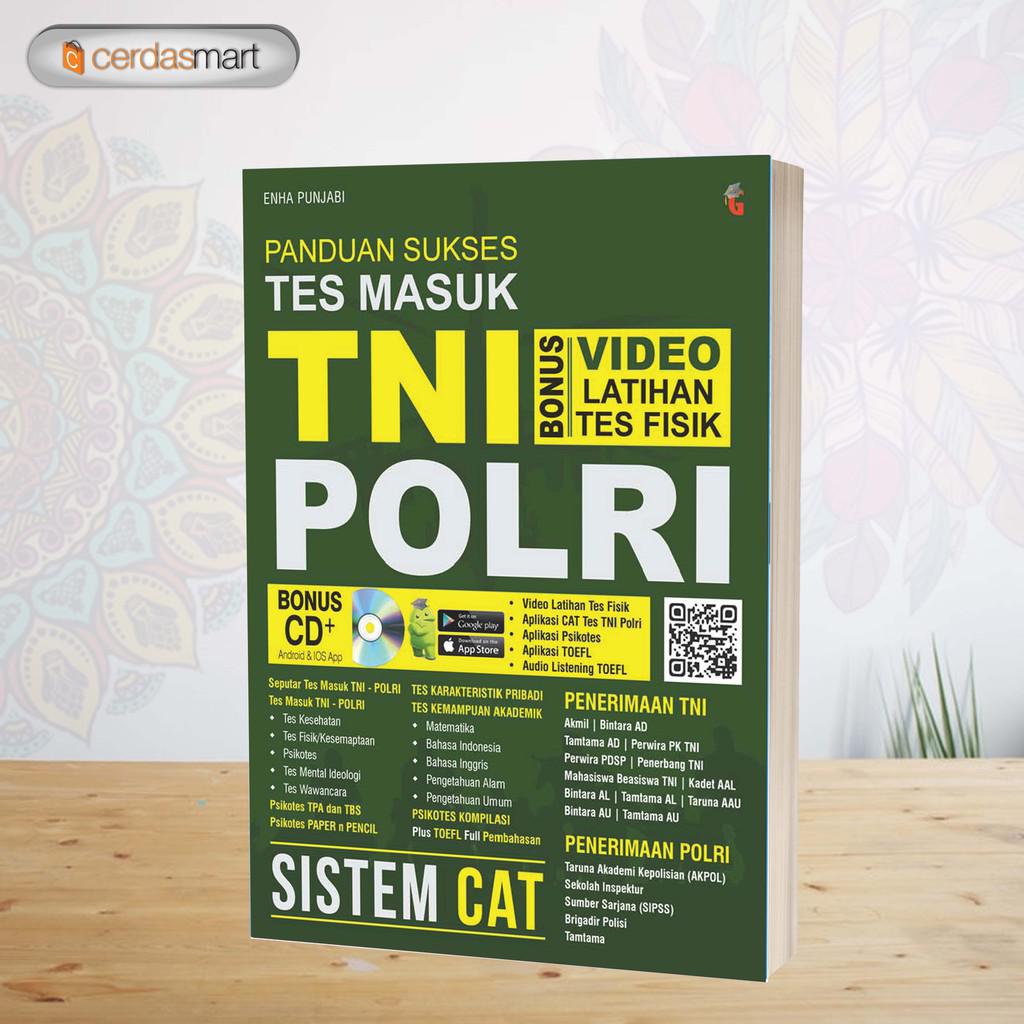 cerdasmart
ENHA PUNJABI
PANDUAN SUKSES
TES MASUK
TNI
BONUS
VIDEO
LATIHAN
TES FISIK
POLRI
BONUS
CD+
Android & IOS App
Get it on
Google play
Download on the
App Store
• Video Latihan Tes Fisik
• Aplikasi CAT Tes TNI Polri
• Aplikasi Psikotes
• Aplikasi TOEFL
• Audio Listening TOEFL
Seputar Tes Masuk TNI - POLRI
Tes Masuk TNI - POLRI
Tes Kesehatan
Tes Fisik/Kesemaptaan
Psikotes
Tes Mental Ideologi
Tes Wawancara
Psikotes TPA dan TBS
Psikotes PAPER n PENCIL
TES KARAKTERISTIK PRIBADI
TES KEMAMPUAN AKADEMIK
Matematika
Bahasa Indonesia
Bahasa Inggris
Pengetahuan Alam
Pengetahuan Umum
PSIKOTES KOMPILASI
Plus TOEFL Full Pembahasan
PENERIMAAN TNI
Akmil | Bintara AD
Tamtama AD | Perwira PK TNI
Perwira PDSP | Penerbang TNI
Mahasiswa Beasiswa TNI | Kadet AAL
Bintara AL | Tamtama AL | Taruna AAU
Bintara AU | Tamtama AU
PENERIMAAN POLRI
Taruna Akademi Kepolisian (AKPOL)
Sekolah Inspektur
Sumber Sarjana (SIPSS)
Brigadir Polisi
Tamtama
SISTEM CAT